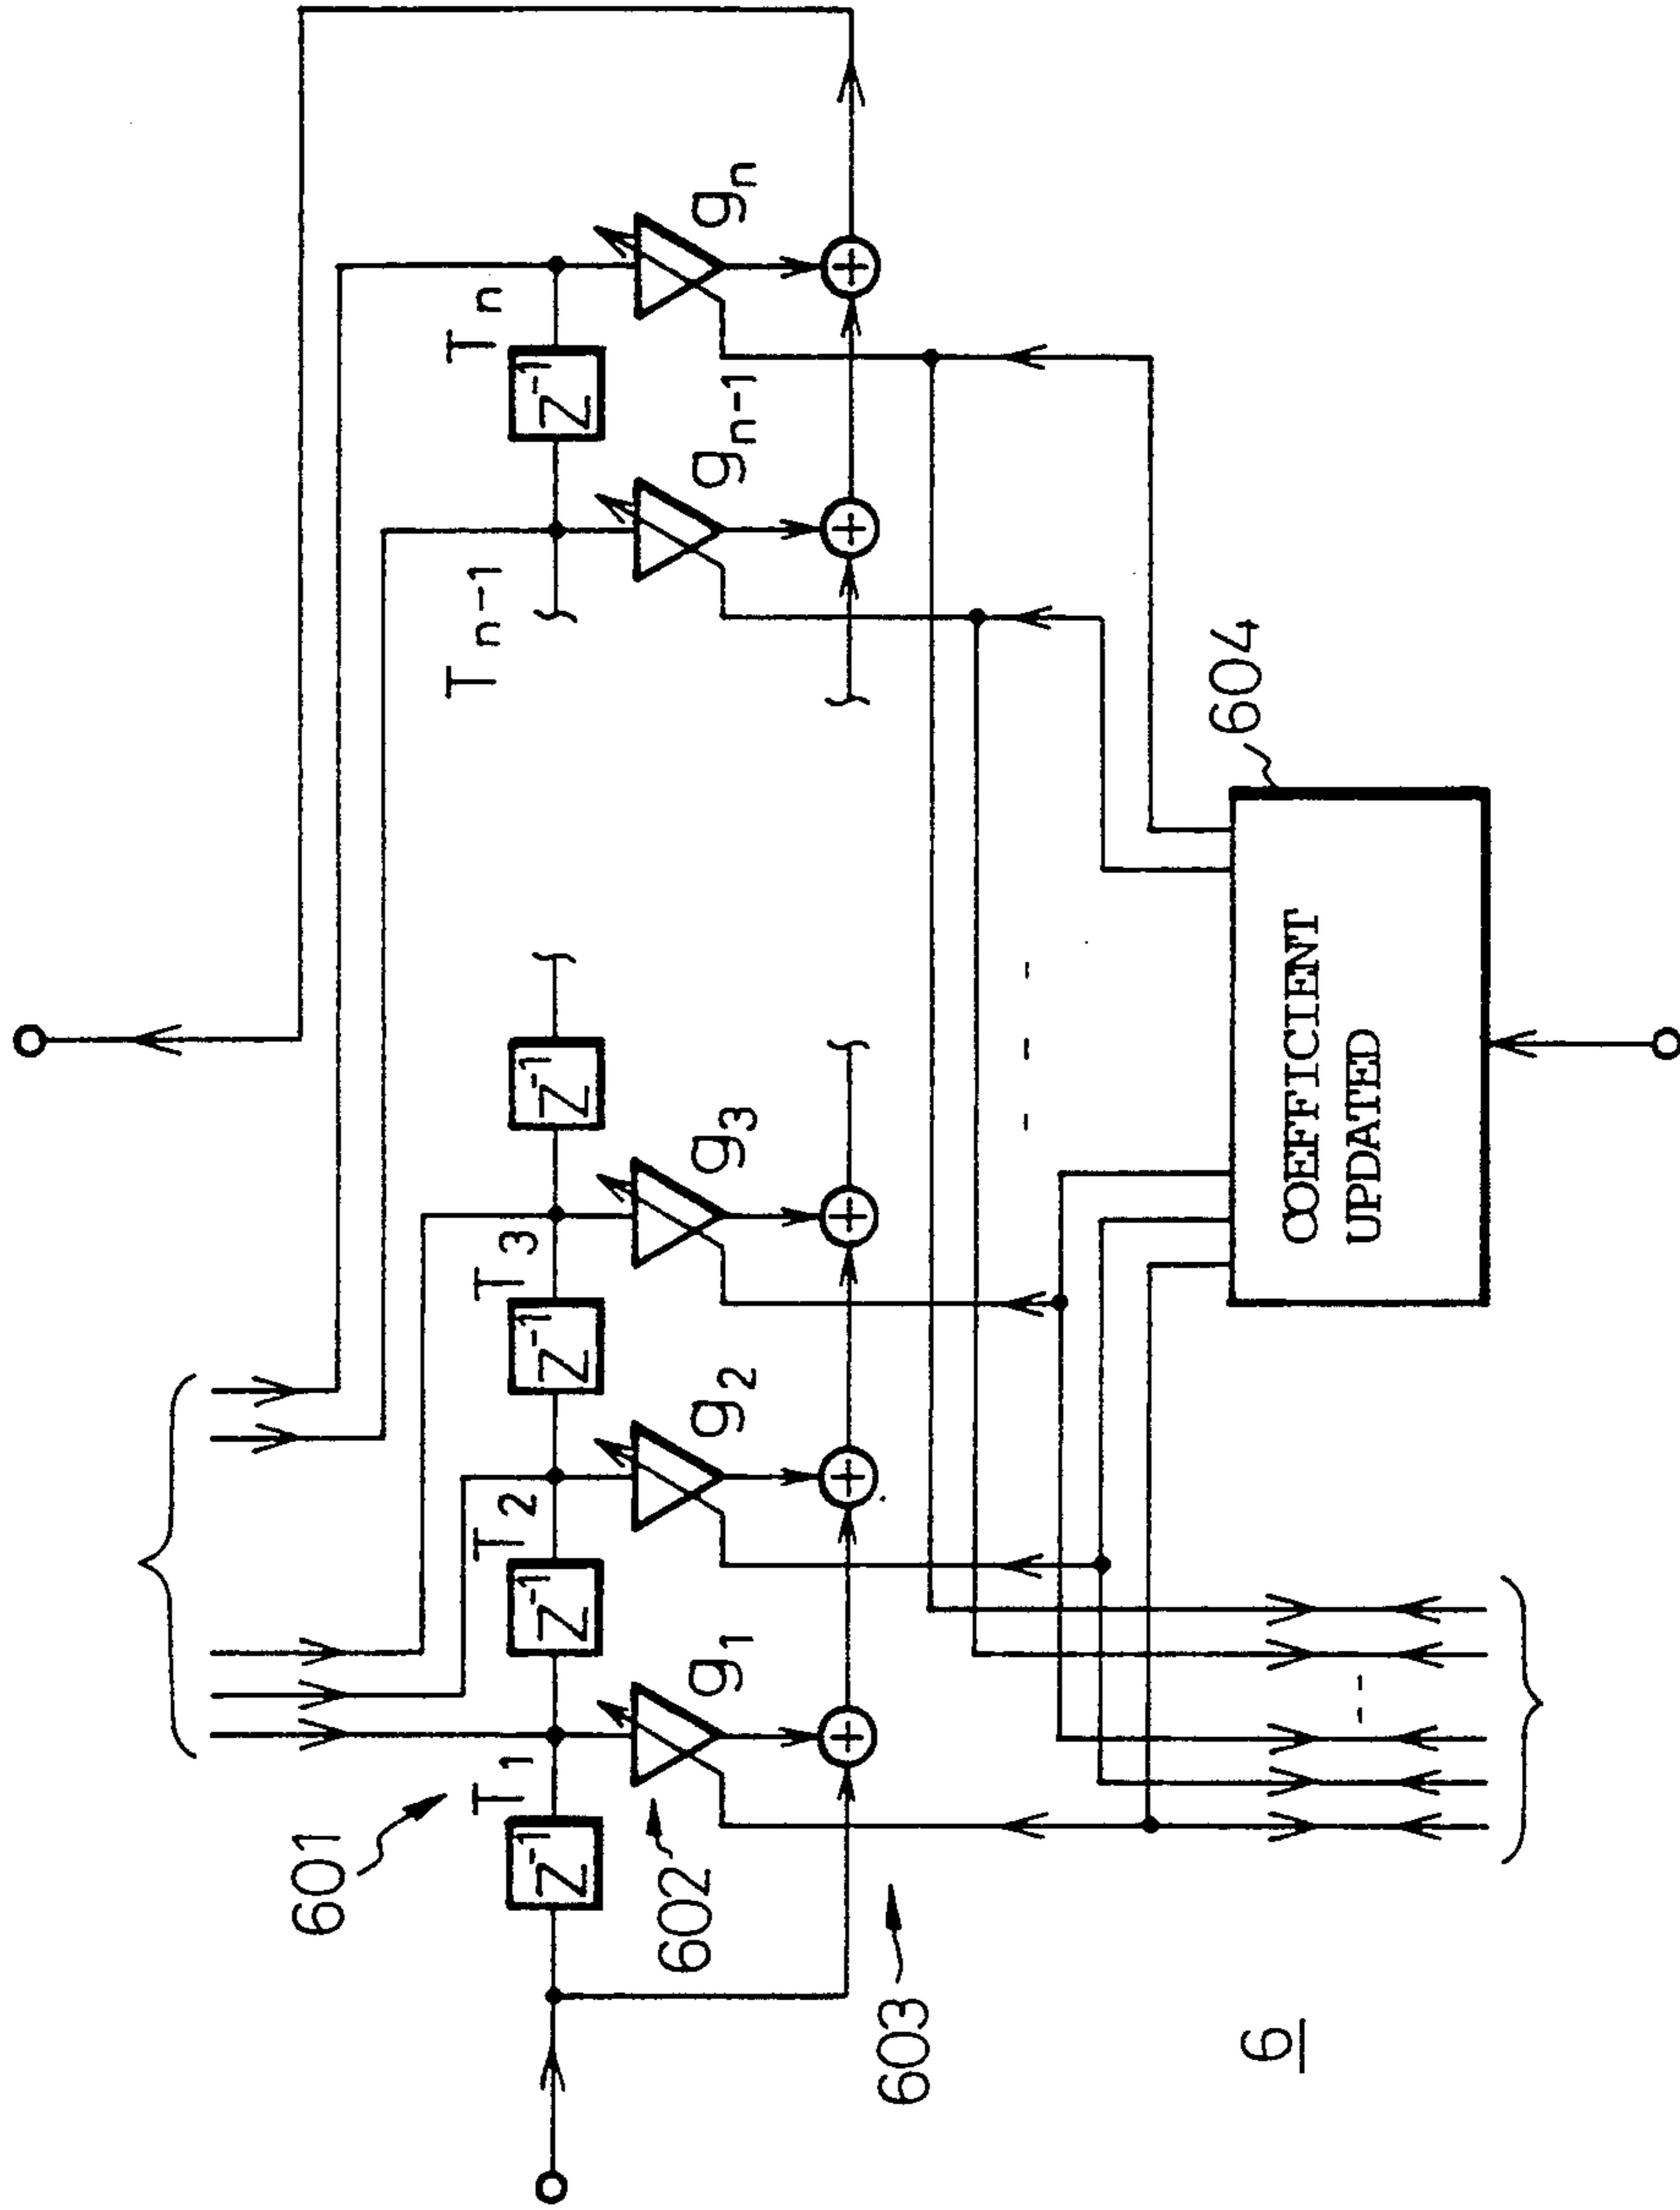 601
T1
T2
T3
Tn-1
Tn
Z-1
Z-1
Z-1
Z-1
Z-1
602
g1
g2
g3
gn-1
gn
603
604
COEFFICIENT
UPDATED
6